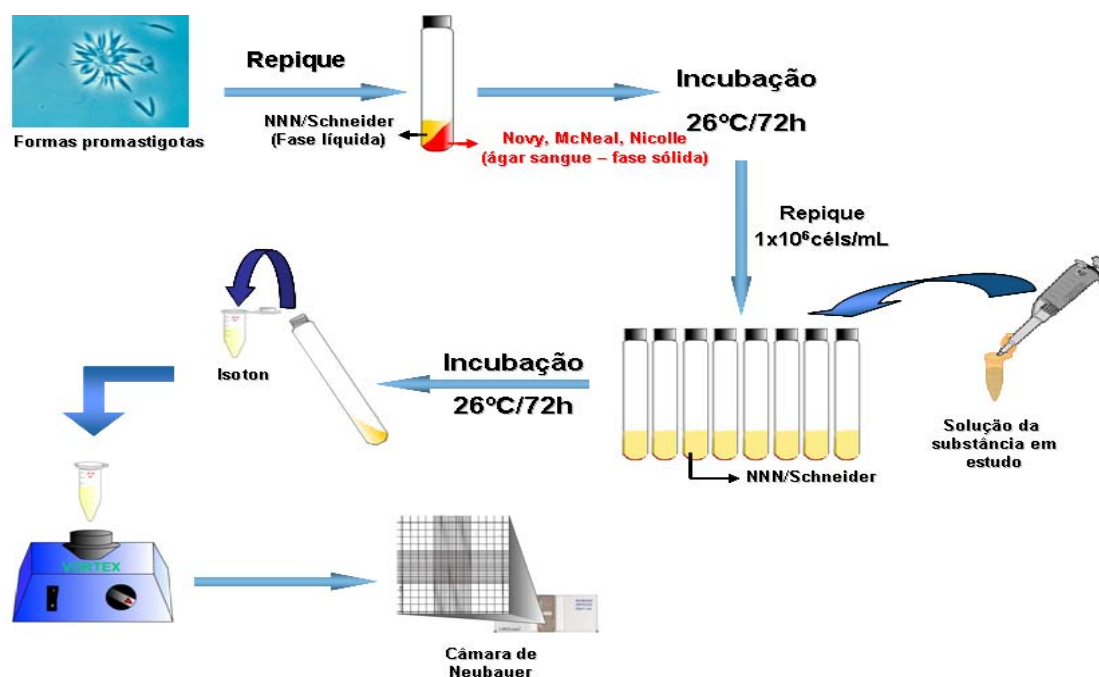 Formas promastigotas
Repique
NNN/Schneider
(Fase líquida)
Novy, McNeal, Nicolle
(ágar sangue – fase sólida)
Incubação
26ºC/72h
Repique
1x10⁶céls/mL
Solução da
substância em
estudo
NNN/Schneider
Incubação
26ºC/72h
Isoton
VORTEX
Câmara de
Neubauer